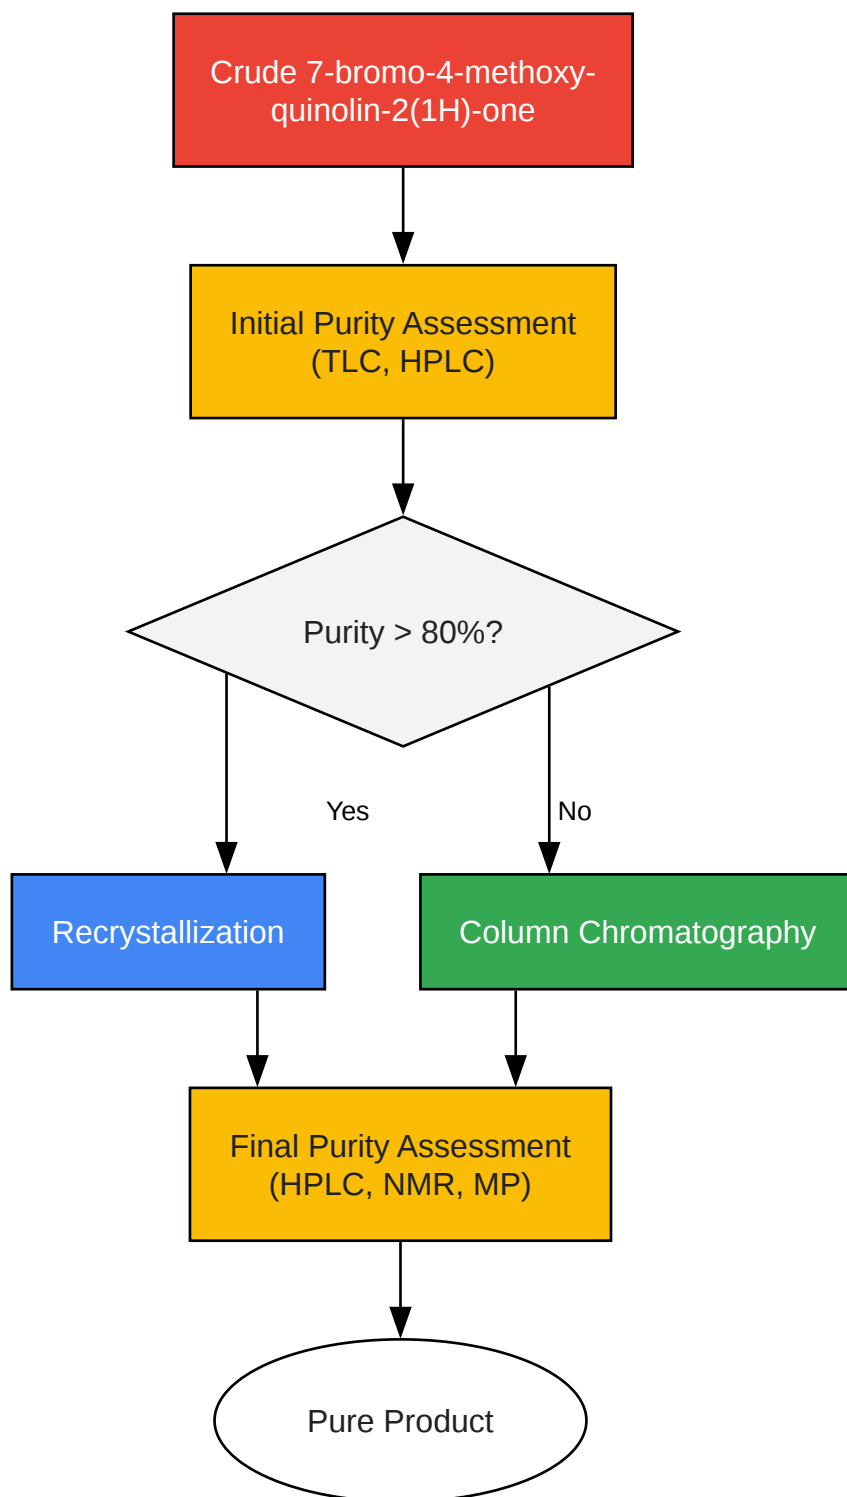 Crude 7-bromo-4-methoxy-
quinolin-2(1H)-one
Initial Purity Assessment
(TLC, HPLC)
Purity > 80%?
Yes
No
Recrystallization
Column Chromatography
Final Purity Assessment
(HPLC, NMR, MP)
Pure Product